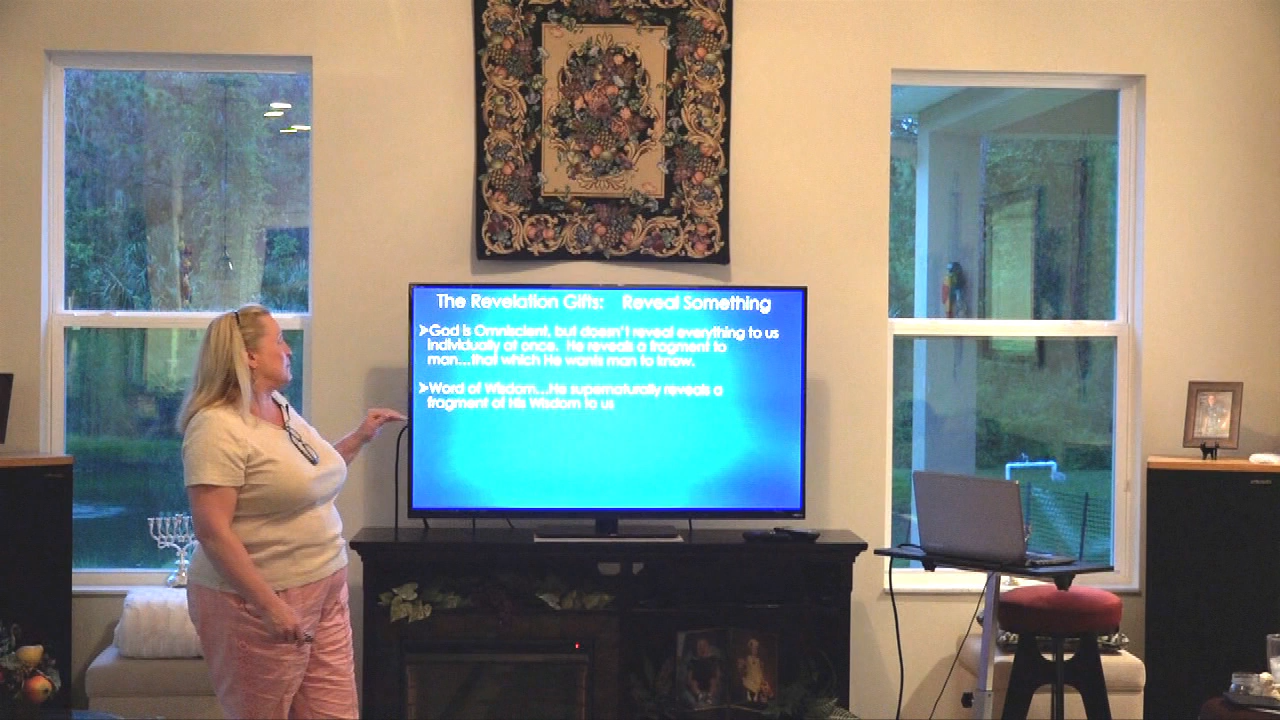 The Revelation Gifts: Reveal Something
➢God is Omniscient, but doesn't reveal everything to us
individually at once. He reveals a fragment to
man....that which He wants man to know.
➢Word of Wisdom...He supernaturally reveals a
fragment of His Wisdom to us